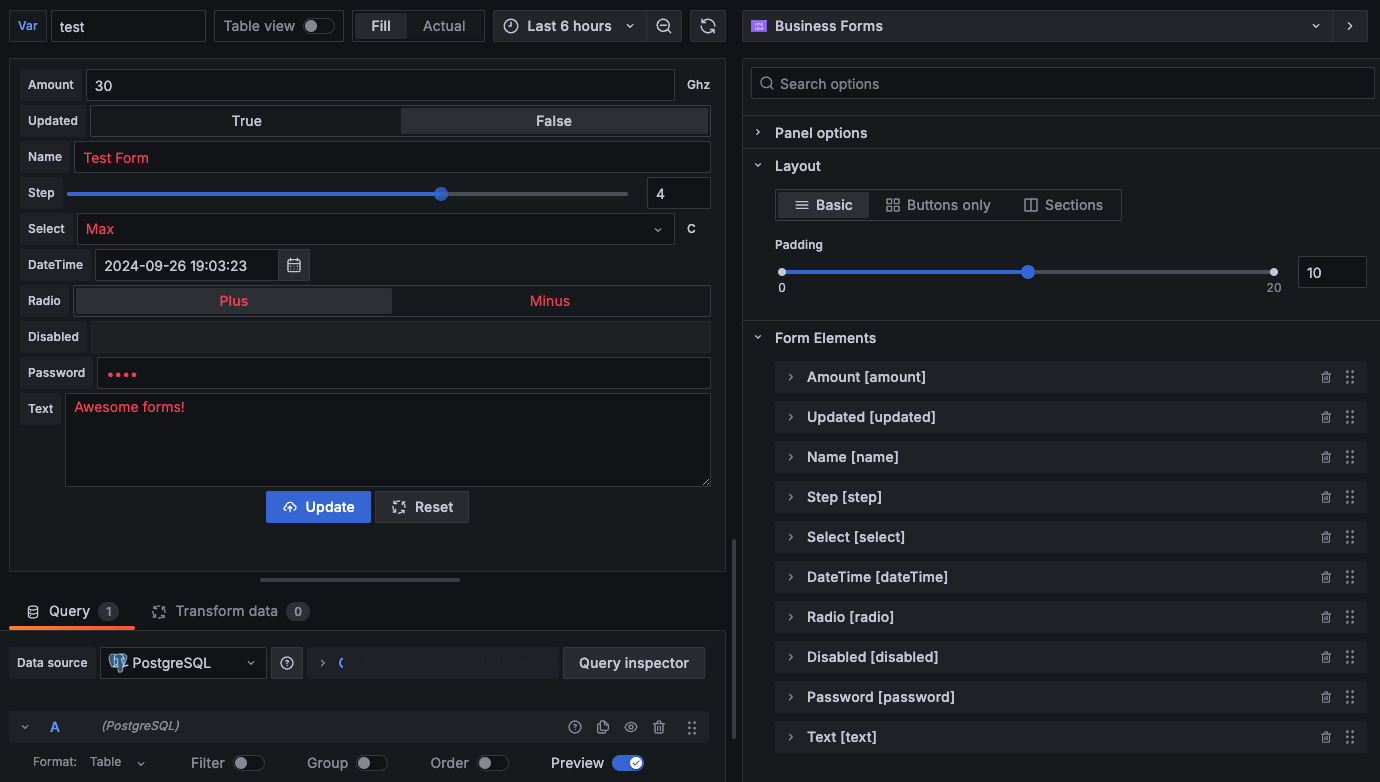 Var test Table view Fill Actual Last 6 hours
Business Forms
Amount 30 Ghz
Updated True False
Name Test Form
Step 4
Select Max C
DateTime 2024-09-26 19:03:23
Radio Plus Minus
Disabled
Password ••••
Text Awesome forms!
Update Reset
Query 1 Transform data 0
Data source PostgreSQL Query inspector
A (PostgreSQL)
Format: Table Filter Group Order Preview
Search options
Panel options
Layout
Basic Buttons only Sections
Padding
10
0 20
Form Elements
Amount [amount]
Updated [updated]
Name [name]
Step [step]
Select [select]
DateTime [dateTime]
Radio [radio]
Disabled [disabled]
Password [password]
Text [text]